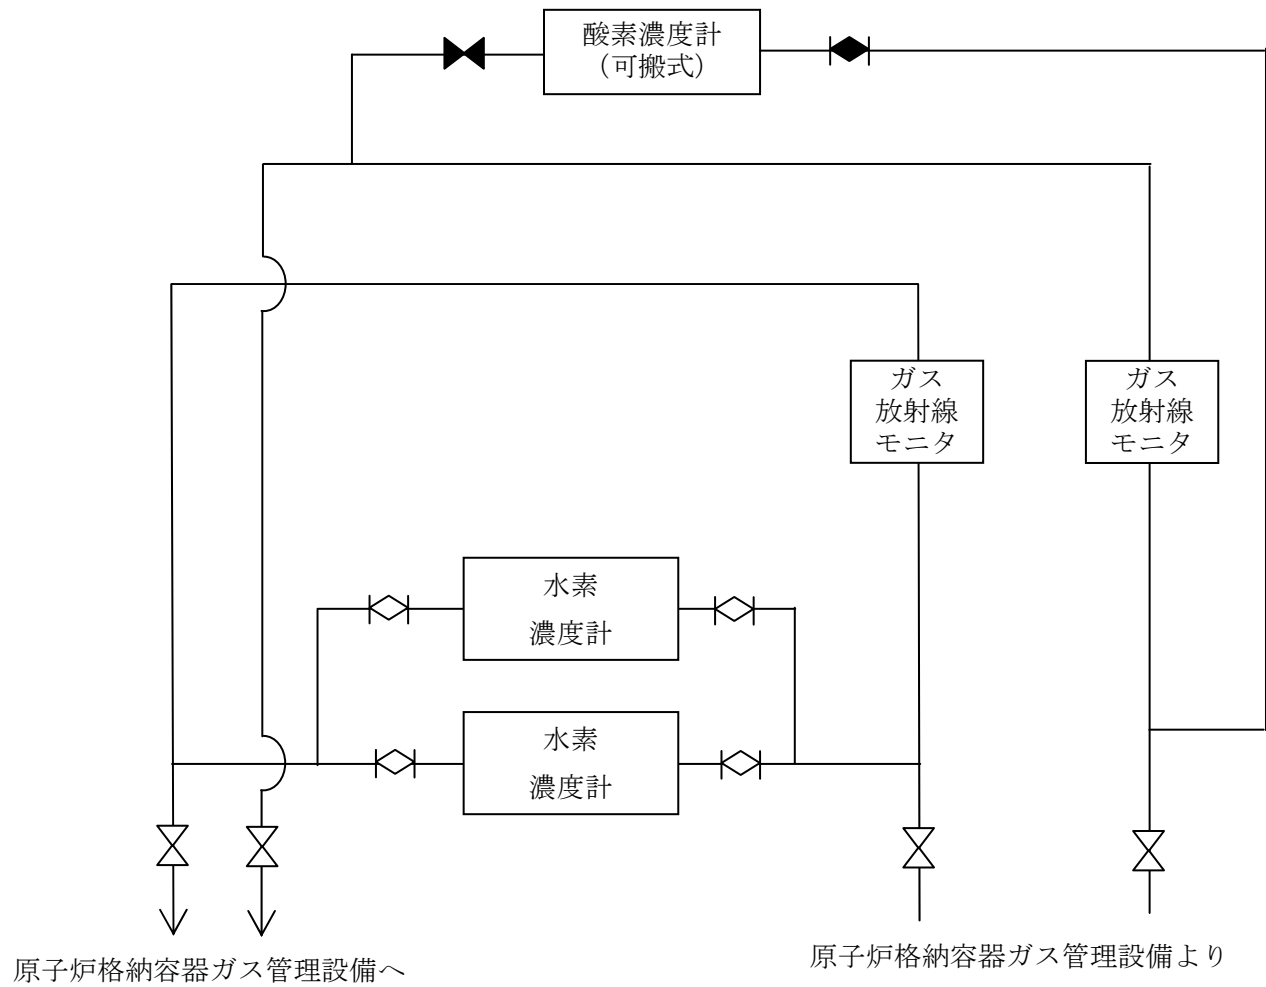 酸素濃度計
（可搬式）
ガス
放射線
モニタ
ガス
放射線
モニタ
水素
濃度計
水素
濃度計
原子炉格納容器ガス管理設備へ
原子炉格納容器ガス管理設備より